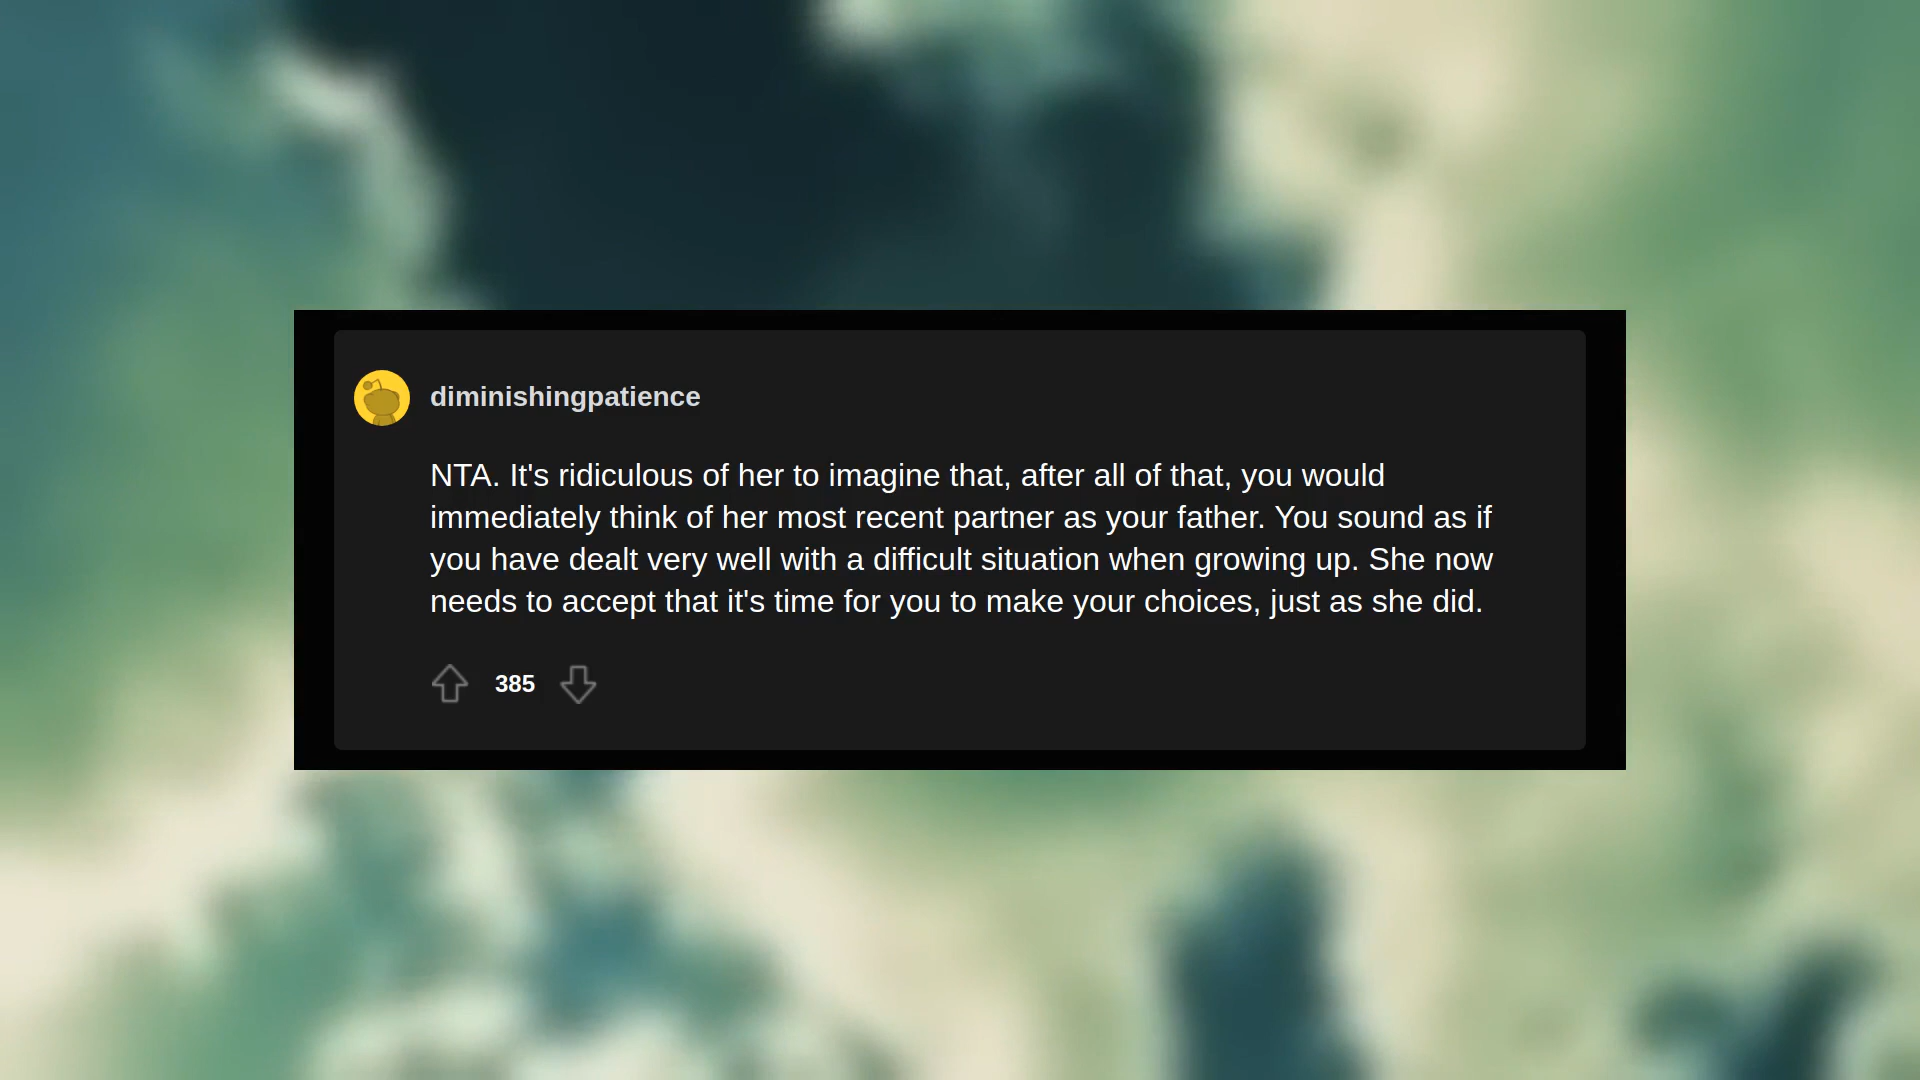 diminishingpatience
NTA. It's ridiculous of her to imagine that, after all of that, you would
immediately think of her most recent partner as your father. You sound as if
you have dealt very well with a difficult situation when growing up. She now
needs to accept that it's time for you to make your choices, just as she did.
385